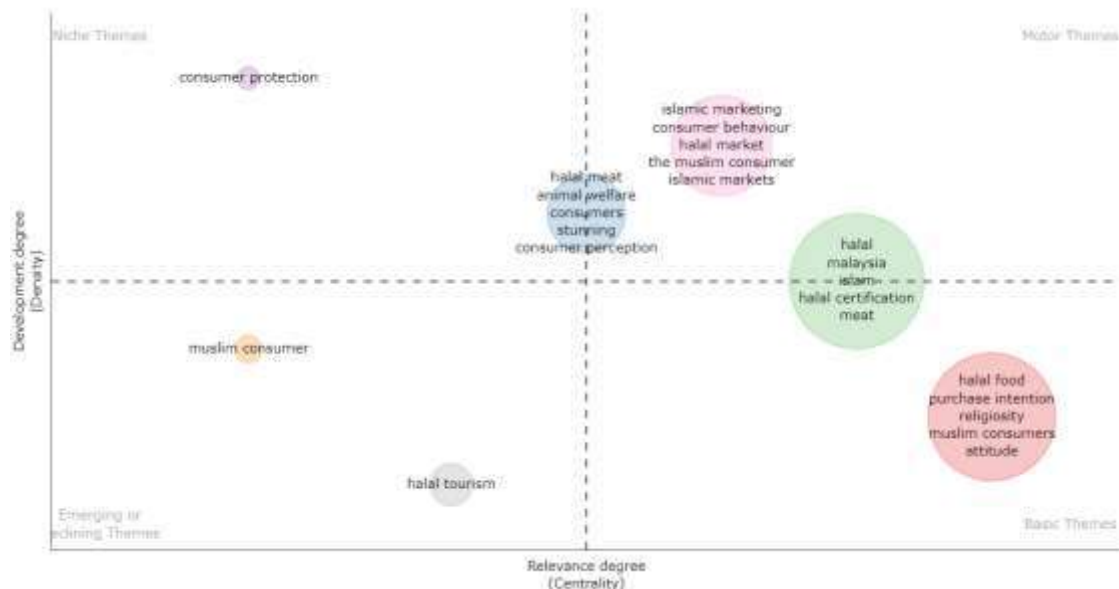 Niche Themes
Motor Themes
consumer protection
islamic marketing
consumer behaviour
halal market
the muslim consumer
islamic markets
halal meat
animal welfare
consumers
stunning
consumer perception
halal
malaysia
islam
halal certification
meat
Development degree
(Density)
muslim consumer
halal food
purchase intention
religiosity
muslim consumers
attitude
halal tourism
Emerging or
eclining Themes
Basic Themes
Relevance degree
(Centrality)